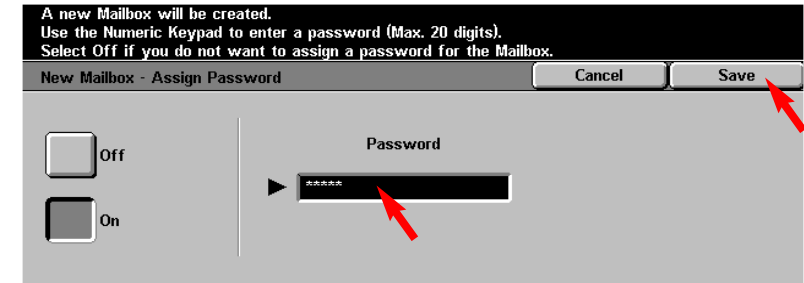 A new Mailbox will be created.
Use the Numeric Keypad to enter a password (Max. 20 digits).
Select Off if you do not want to assign a password for the Mailbox.
New Mailbox - Assign Password Cancel Save
Off
Password
*****
On